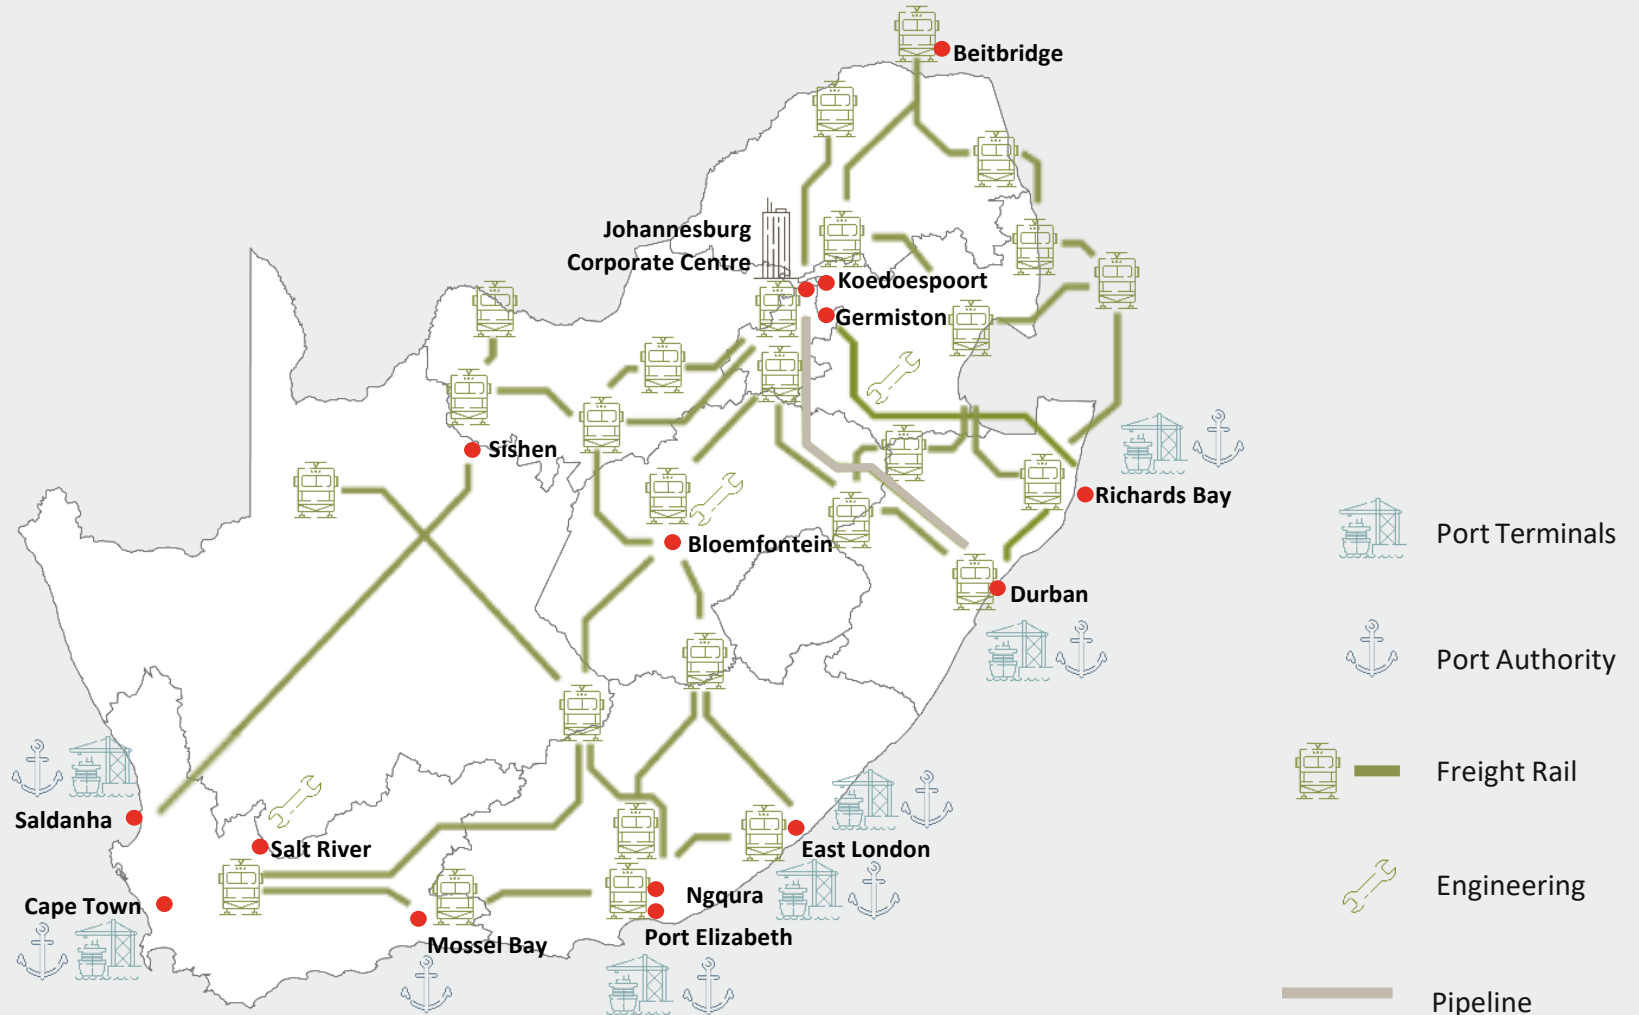 Beitbridge
Johannesburg
Corporate Centre
Koedoespoort
Germiston
Sishen
Richards Bay
Bloemfontein
Durban
Saldanha
Salt River
East London
Cape Town
Ngqura
Mossel Bay
Port Elizabeth
Port Terminals
Port Authority
Freight Rail
Engineering
Pipeline